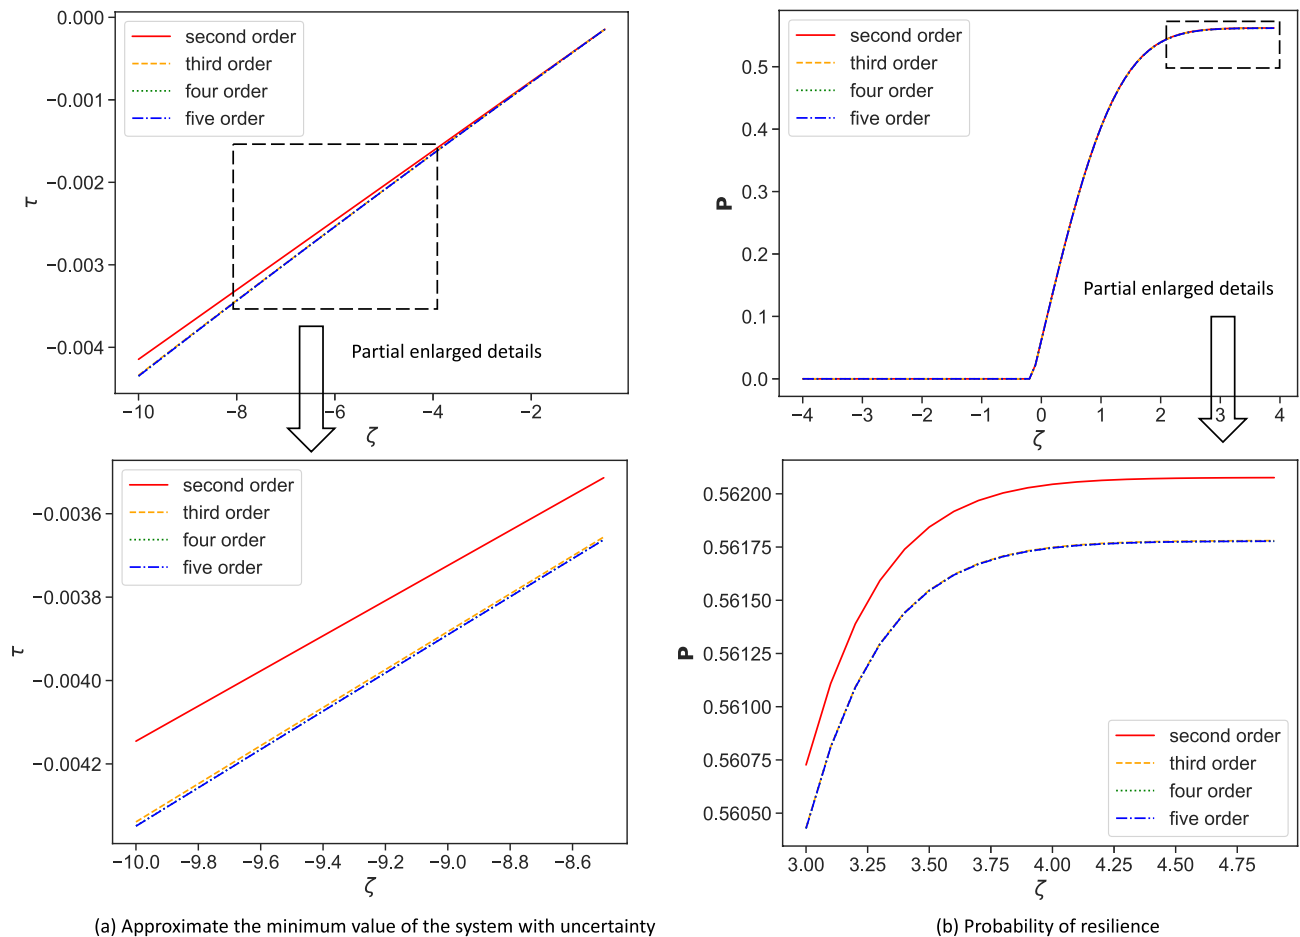 0.000
−0.001
−0.002
−0.003
−0.004
τ
second order
third order
four order
five order
−10
−8
−6
−4
−2
ζ
Partial enlarged details
0.5
0.4
0.3
0.2
0.1
0.0
P
second order
third order
four order
five order
Partial enlarged details
−4
−3
−2
−1
0
1
2
3
4
ζ
−0.0036
−0.0038
−0.0040
−0.0042
τ
second order
third order
four order
five order
−10.0
−9.8
−9.6
−9.4
−9.2
−9.0
−8.8
−8.6
ζ
0.56200
0.56175
0.56150
0.56125
0.56100
0.56075
0.56050
P
second order
third order
four order
five order
3.00
3.25
3.50
3.75
4.00
4.25
4.50
4.75
ζ
(a) Approximate the minimum value of the system with uncertainty
(b) Probability of resilience